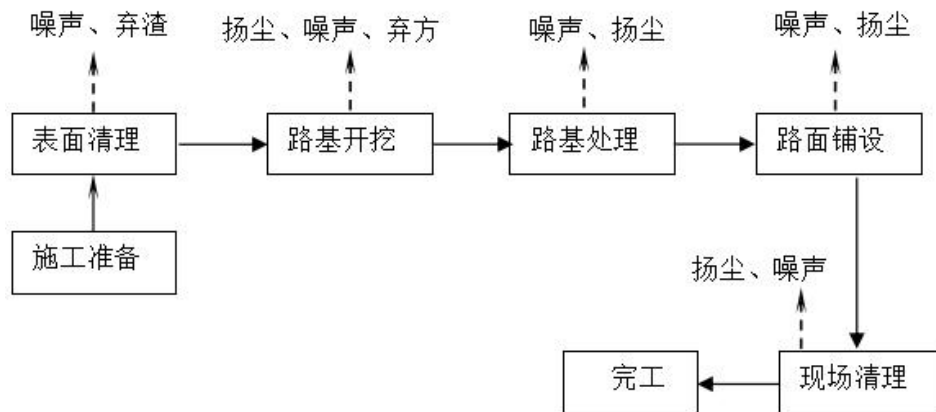 噪声、弃渣
扬尘、噪声、弃方
噪声、扬尘
噪声、扬尘
表面清理
路基开挖
路基处理
路面铺设
施工准备
扬尘、噪声
完工
现场清理